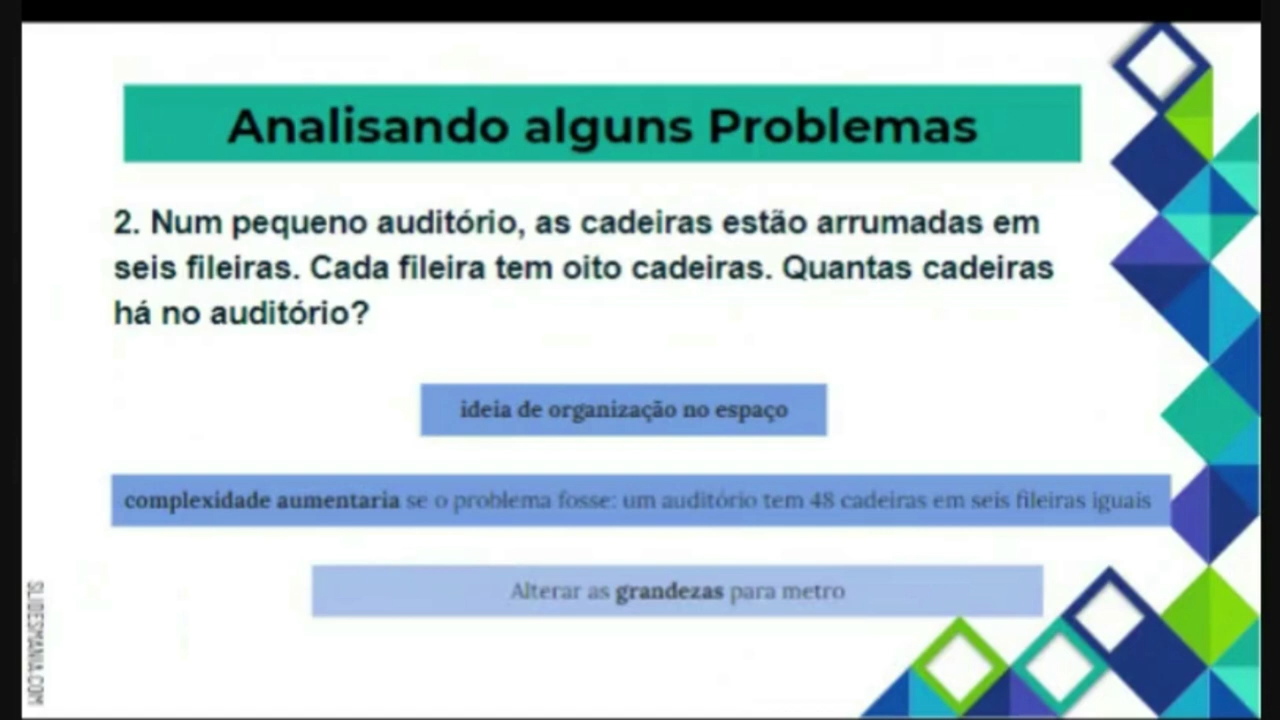 Analisando alguns Problemas
2. Num pequeno auditório, as cadeiras estão arrumadas em
seis fileiras. Cada fileira tem oito cadeiras. Quantas cadeiras
há no auditório?
ideia de organização no espaço
complexidade aumentaria se o problema fosse: um auditório tem 48 cadeiras em seis fileiras iguais
Alterar as grandezas para metro
SLIDESMANIA.COM